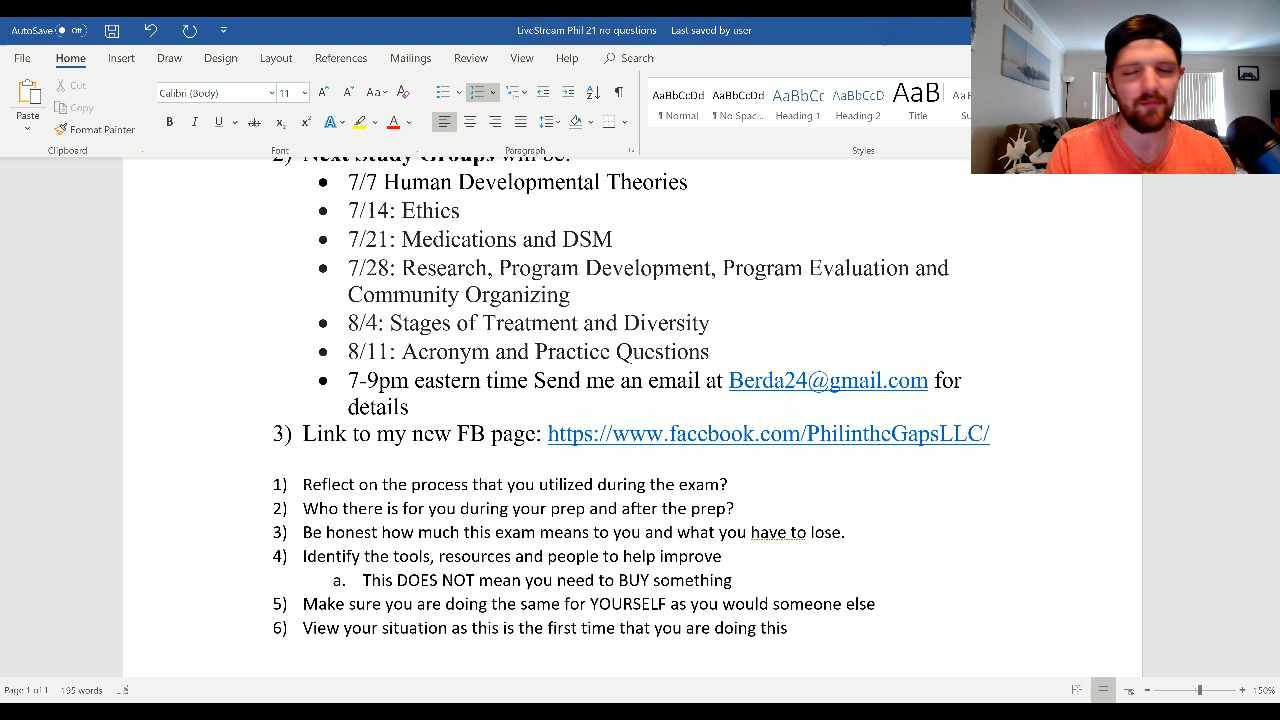 AutoSave Off LiveStream Phil 21 no questions Last saved by user
File Home Insert Draw Design Layout References Mailings Review View Help Search
Paste
Cut
Copy
Format Painter
Calibri (Body) 11
AaBbCcDd AaBbCcDd AaBbCc AaBbCcD AaB
¶ Normal ¶ No Spac... Heading 1 Heading 2 Title
Clipboard Font Paragraph Styles
2) Next Study Groups will be:
• 7/7 Human Developmental Theories
• 7/14: Ethics
• 7/21: Medications and DSM
• 7/28: Research, Program Development, Program Evaluation and
Community Organizing
• 8/4: Stages of Treatment and Diversity
• 8/11: Acronym and Practice Questions
• 7-9pm eastern time Send me an email at Berda24@gmail.com for
details
3) Link to my new FB page: https://www.facebook.com/PhilintheGapsLLC/
1) Reflect on the process that you utilized during the exam?
2) Who there is for you during your prep and after the prep?
3) Be honest how much this exam means to you and what you have to lose.
4) Identify the tools, resources and people to help improve
a. This DOES NOT mean you need to BUY something
5) Make sure you are doing the same for YOURSELF as you would someone else
6) View your situation as this is the first time that you are doing this
Page 1 of 1 195 words 150%